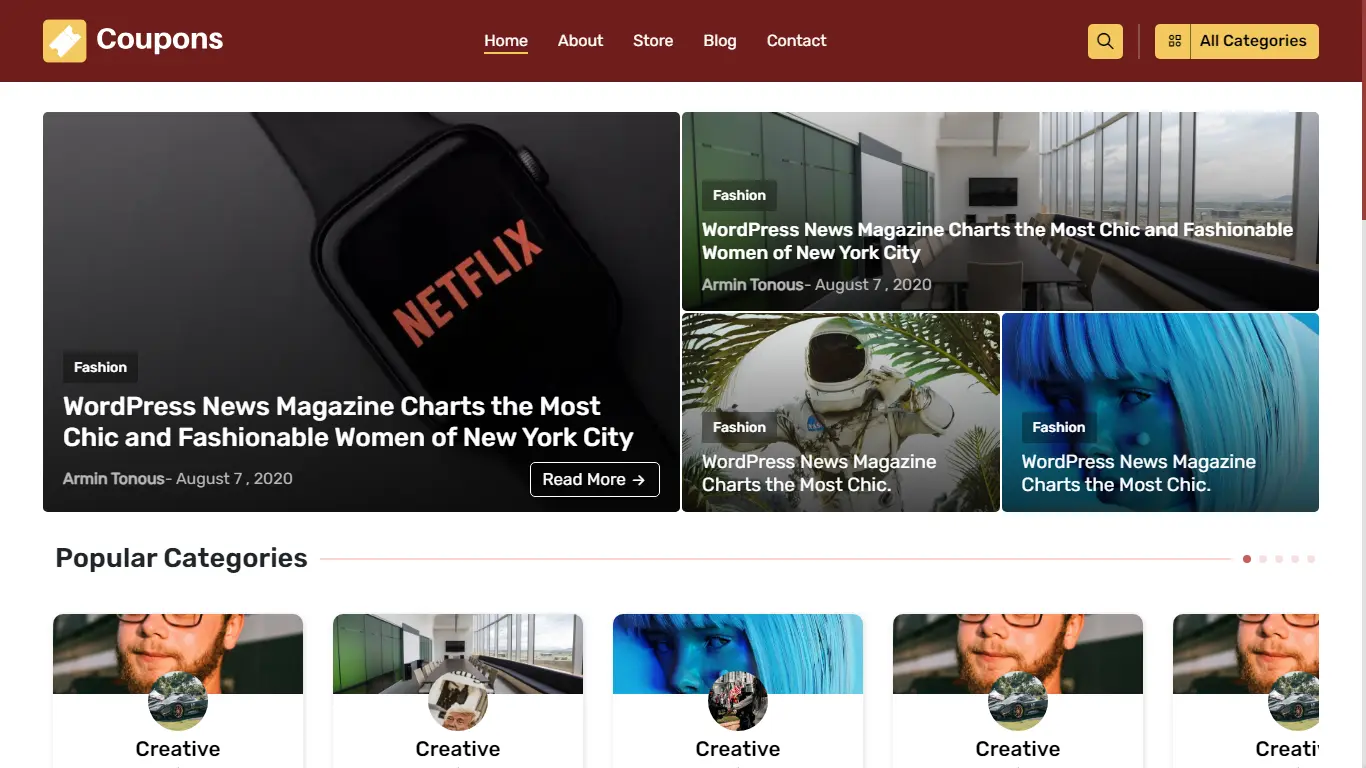 Coupons
Home About Store Blog Contact
All Categories
NETFLIX
Fashion
WordPress News Magazine Charts the Most
Chic and Fashionable Women of New York City
Armin Tonous- August 7 , 2020
Read More →
Fashion
WordPress News Magazine Charts the Most Chic and Fashionable
Women of New York City
Armin Tonous- August 7 , 2020
Fashion
WordPress News Magazine
Charts the Most Chic.
Fashion
WordPress News Magazine
Charts the Most Chic.
Popular Categories
Creative
Creative
Creative
Creative
Creativ